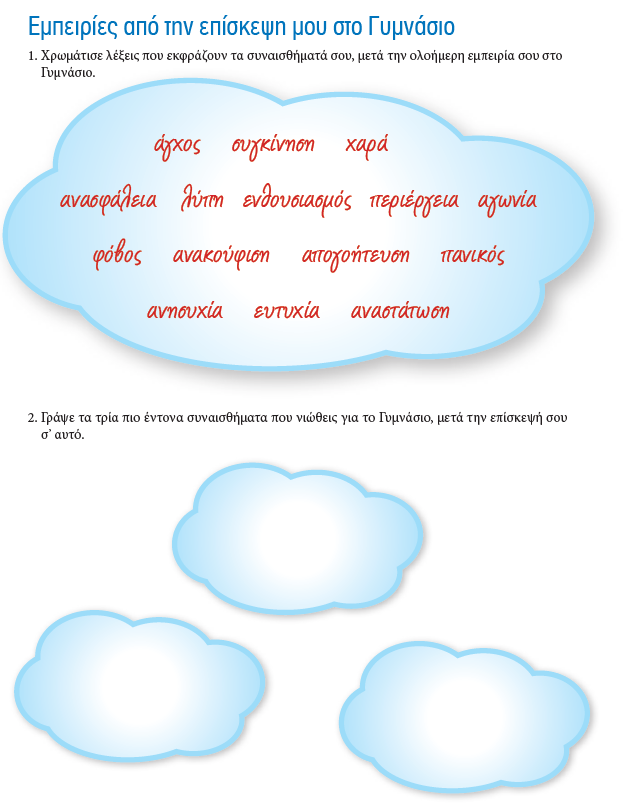 Εμπειρίες από την επίσκεψη μου στο Γυμνάσιο
1. Χρωμάτισε λέξεις που εκφράζουν τα συναισθήματά σου, μετά την ολοήμερη εμπειρία σου στο
Γυμνάσιο.
άγχος συγκίνηση χαρά
ανασφάλεια λύπη ενθουσιασμός περιέργεια αγωνία
φόβος ανακούφιση απογοήτευση πανικός
ανησυχία ευτυχία αναστάτωση
2. Γράψε τα τρία πιο έντονα συναισθήματα που νιώθεις για το Γυμνάσιο, μετά την επίσκεψή σου
σ’ αυτό.